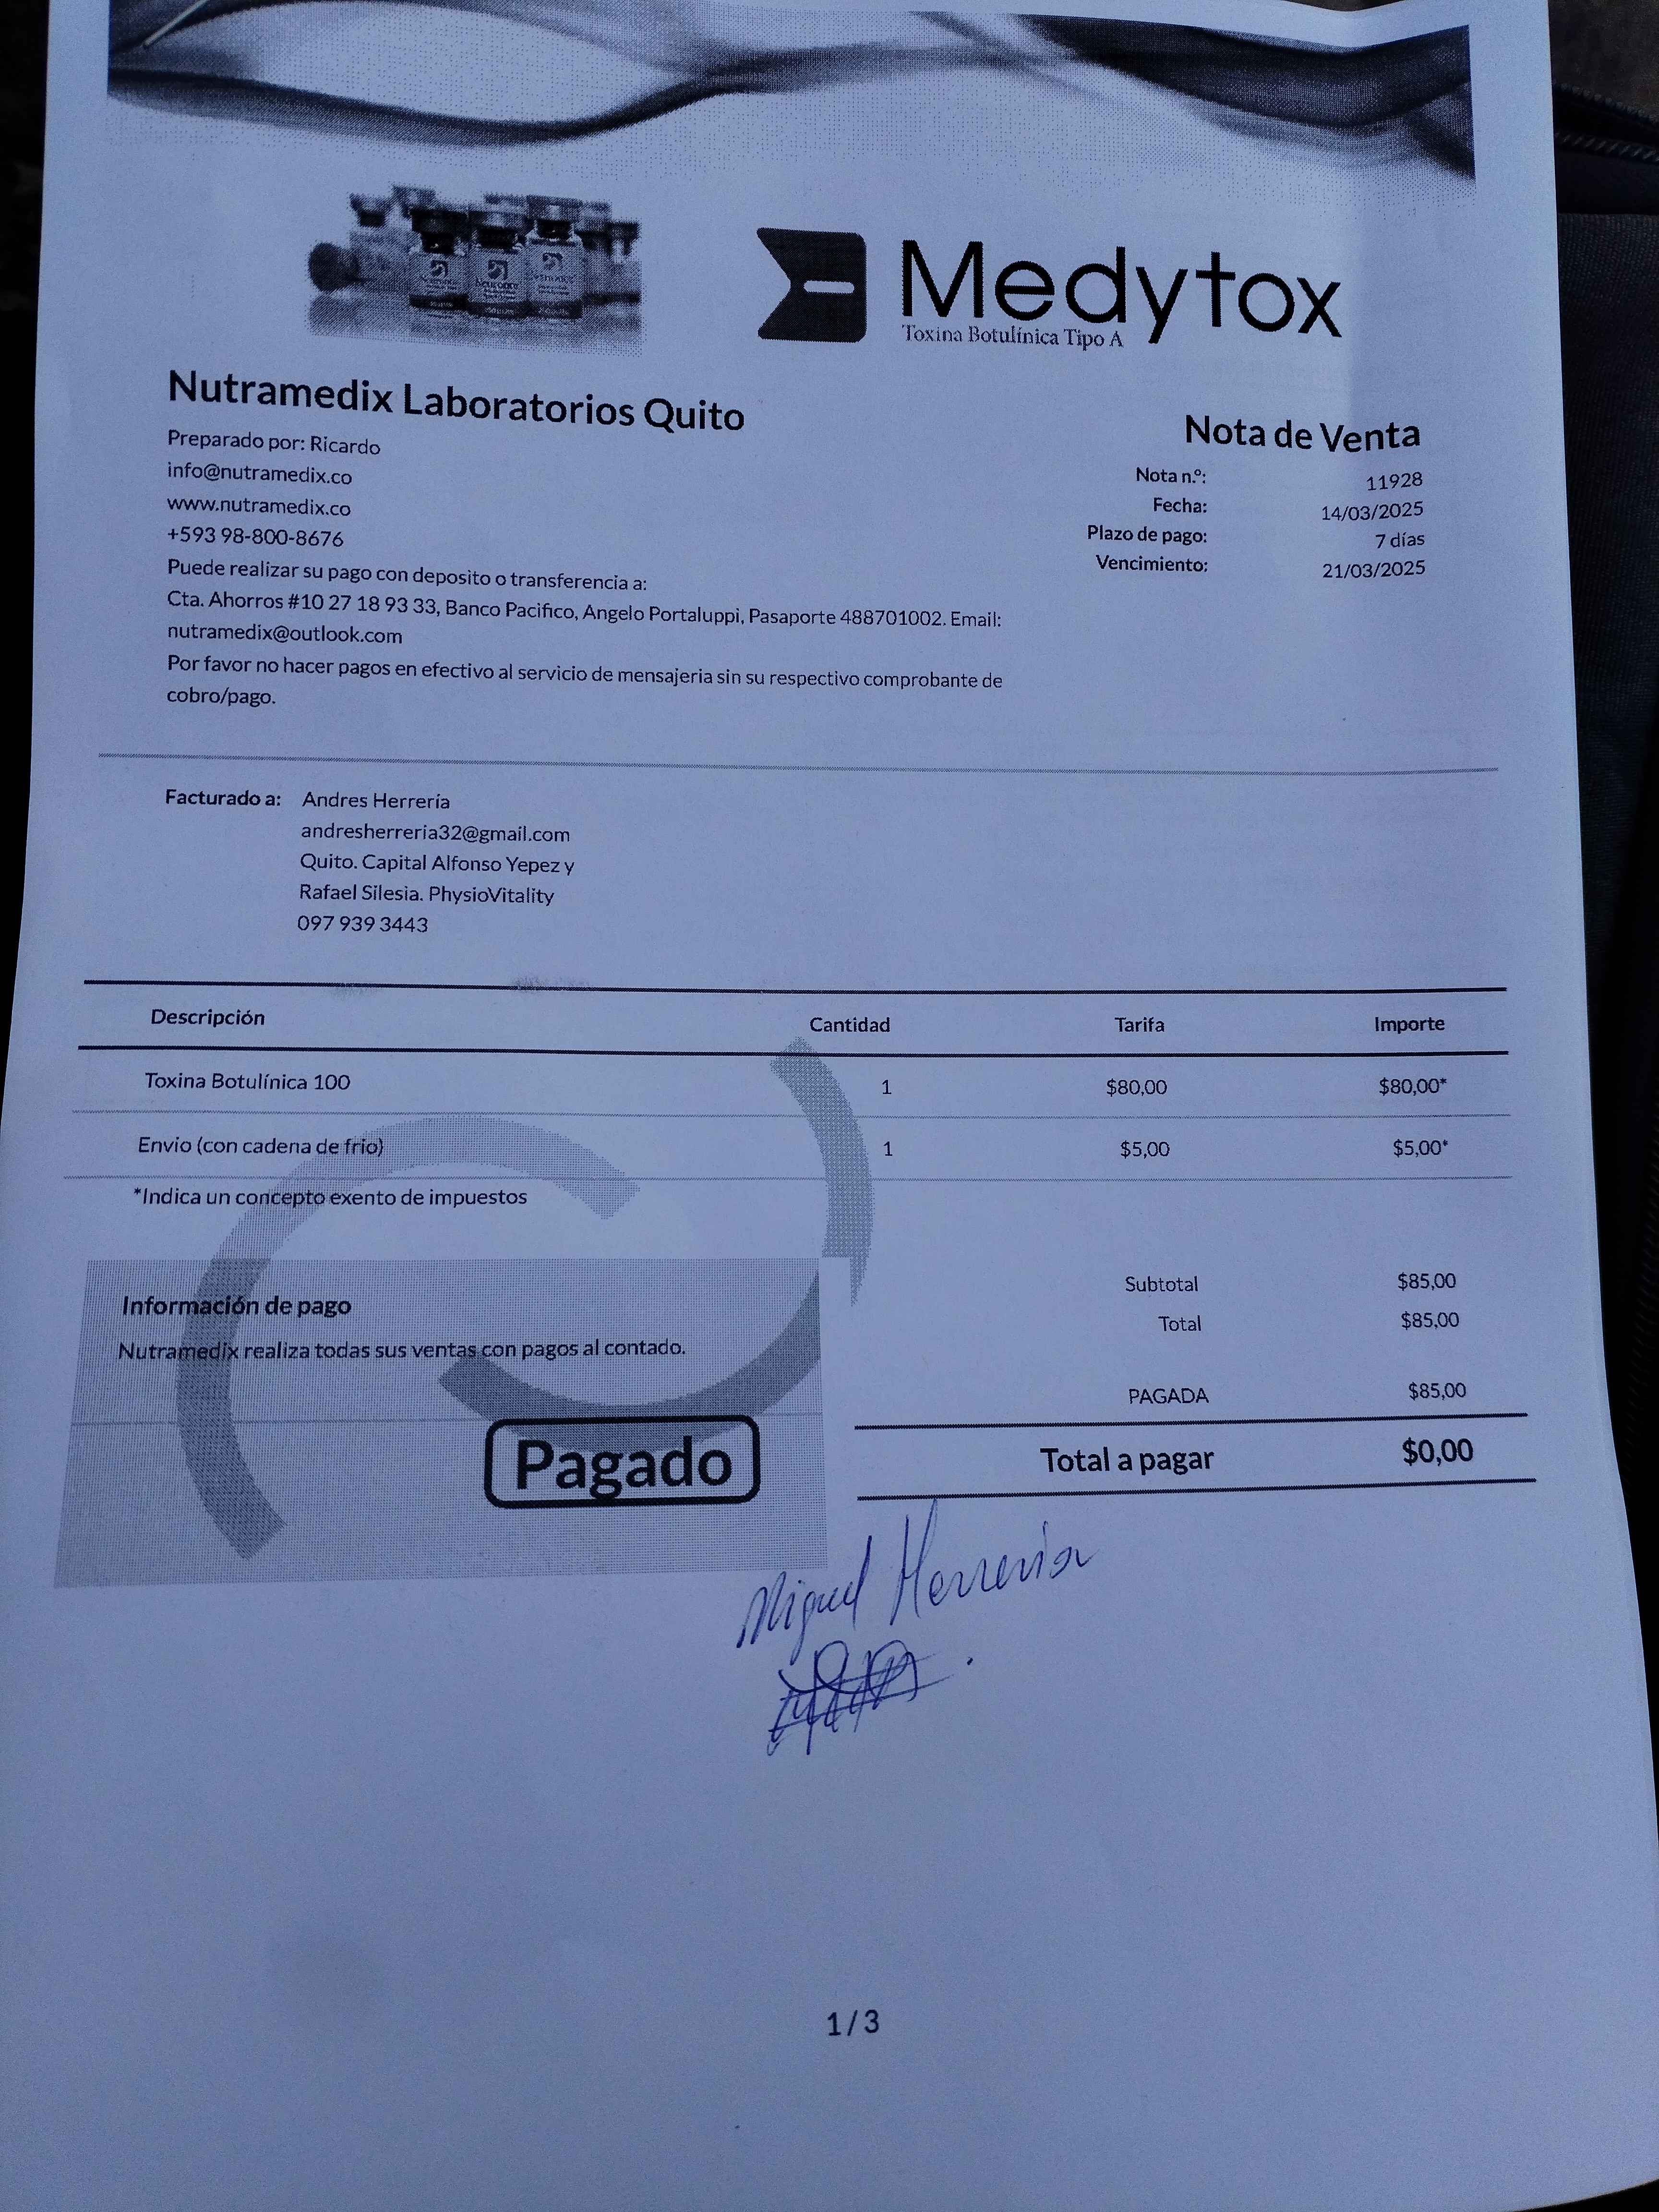 Medytox
Toxina Botulínica Tipo A
Nutramedix Laboratorios Quito
Preparado por: Ricardo
info@nutramedix.co
www.nutramedix.co
+593 98-800-8676
Puede realizar su pago con deposito o transferencia a:
Cta. Ahorros #10 27 18 93 33, Banco Pacifico, Angelo Portaluppi, Pasaporte 488701002. Email:
nutramedix@outlook.com
Por favor no hacer pagos en efectivo al servicio de mensajeria sin su respectivo comprobante de
cobro/pago.
Nota de Venta
Nota n.º: 11928
Fecha: 14/03/2025
Plazo de pago: 7 días
Vencimiento: 21/03/2025
Facturado a: Andres Herrería
andresherreria32@gmail.com
Quito. Capital Alfonso Yepez y
Rafael Silesia. PhysioVitality
097 939 3443
Descripción Cantidad Tarifa Importe
Toxina Botulínica 100 1 $80,00 $80,00*
Envio (con cadena de frio) 1 $5,00 $5,00*
*Indica un concepto exento de impuestos
Información de pago
Nutramedix realiza todas sus ventas con pagos al contado.
Pagado
Subtotal $85,00
Total $85,00
PAGADA $85,00
Total a pagar $0,00
Miguel Herreria
1 / 3